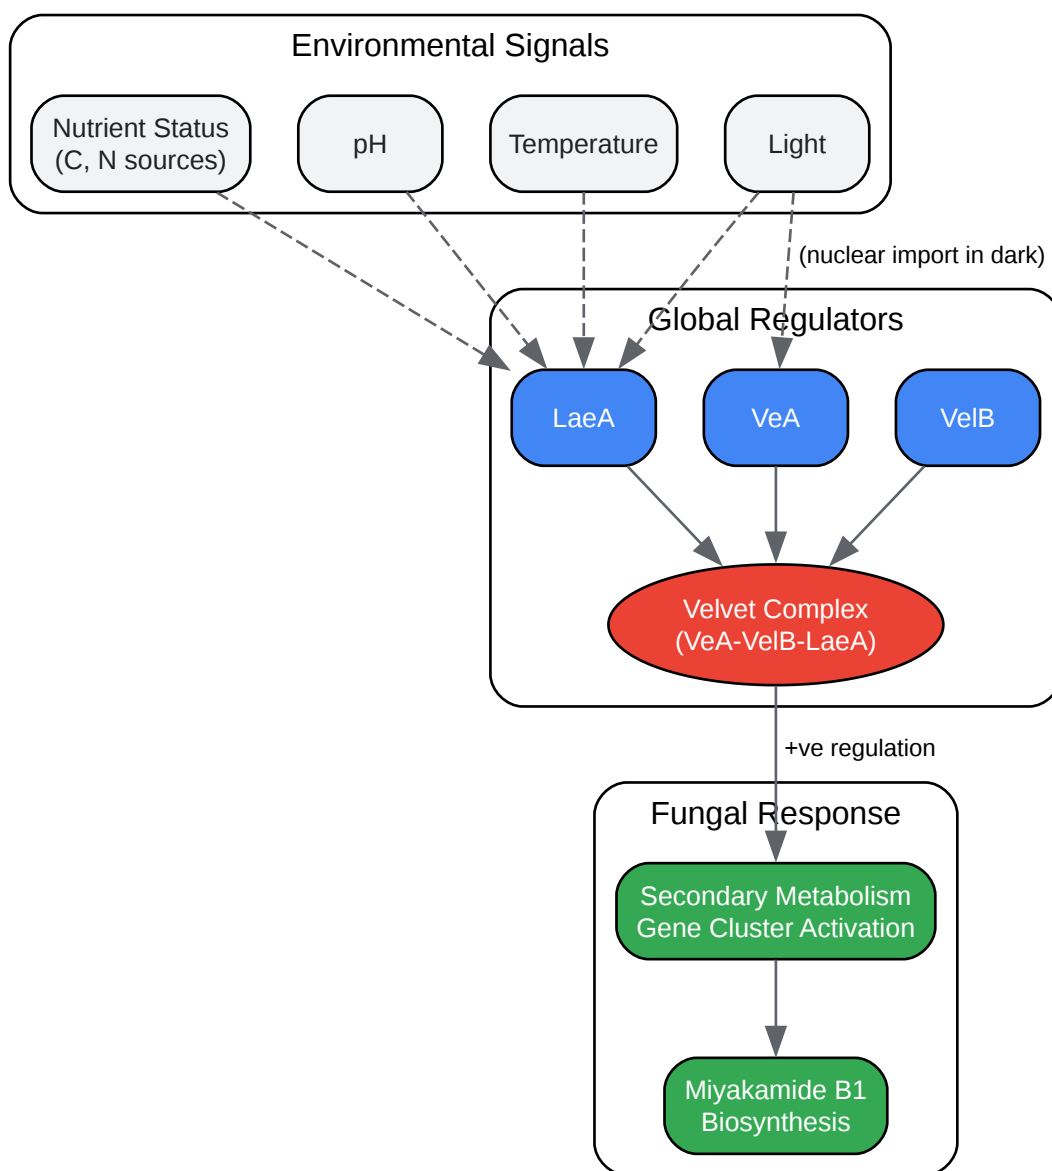 Environmental Signals
Nutrient Status
(C, N sources)
pH
Temperature
Light
(nuclear import in dark)
Global Regulators
LaeA
VeA
VelB
Velvet Complex
(VeA-VelB-LaeA)
+ve regulation
Fungal Response
Secondary Metabolism
Gene Cluster Activation
Miyakamide B1
Biosynthesis